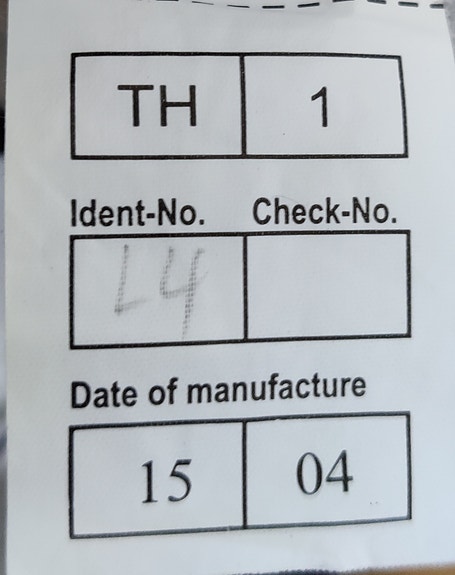 TH 1
Ident-No. Check-No.
L4
Date of manufacture
15 04